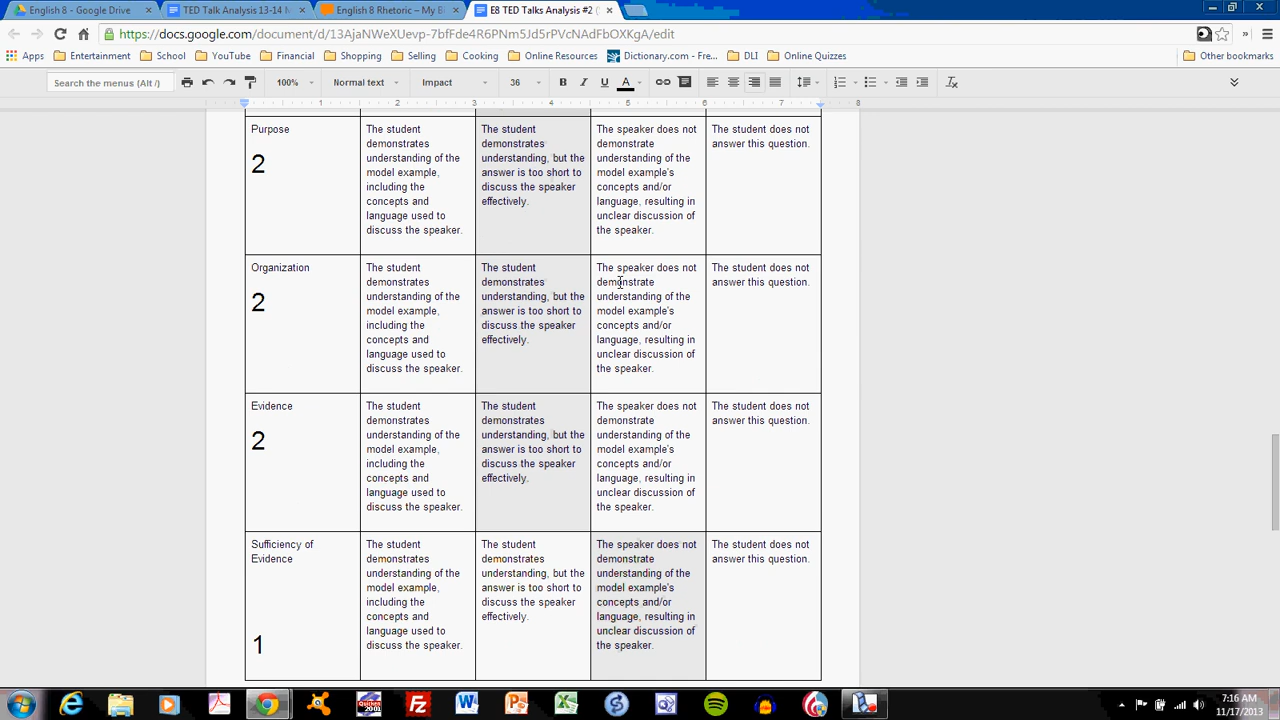 English 8 - Google Drive
TED Talk Analysis 13-14 M
English 8 Rhetoric – My Bl
E8 TED Talks Analysis #2 (
https://docs.google.com/document/d/13AjaNWeXUevp-7bfFde4R6PNm5Jd5rPVcNAdFbOXKgA/edit
Apps
Entertainment
School
YouTube
Financial
Shopping
Selling
Cooking
Online Resources
Dictionary.com - Fre...
DLI
Online Quizzes
Other bookmarks
Search the menus (Alt /)
100%
Normal text
Impact
36
B
I
U
A
1
2
3
4
5
6
7
8
Purpose
2
The student
demonstrates
understanding of the
model example,
including the
concepts and
language used to
discuss the speaker.
The student
demonstrates
understanding, but the
answer is too short to
discuss the speaker
effectively.
The speaker does not
demonstrate
understanding of the
model example's
concepts and/or
language, resulting in
unclear discussion of
the speaker.
The student does not
answer this question.
Organization
2
The student
demonstrates
understanding of the
model example,
including the
concepts and
language used to
discuss the speaker.
The student
demonstrates
understanding, but the
answer is too short to
discuss the speaker
effectively.
The speaker does not
demonstrate
understanding of the
model example's
concepts and/or
language, resulting in
unclear discussion of
the speaker.
The student does not
answer this question.
Evidence
2
The student
demonstrates
understanding of the
model example,
including the
concepts and
language used to
discuss the speaker.
The student
demonstrates
understanding, but the
answer is too short to
discuss the speaker
effectively.
The speaker does not
demonstrate
understanding of the
model example's
concepts and/or
language, resulting in
unclear discussion of
the speaker.
The student does not
answer this question.
Sufficiency of
Evidence
1
The student
demonstrates
understanding of the
model example,
including the
concepts and
language used to
discuss the speaker.
The student
demonstrates
understanding, but the
answer is too short to
discuss the speaker
effectively.
The speaker does not
demonstrate
understanding of the
model example's
concepts and/or
language, resulting in
unclear discussion of
the speaker.
The student does not
answer this question.
:16 AM
11/17/2013